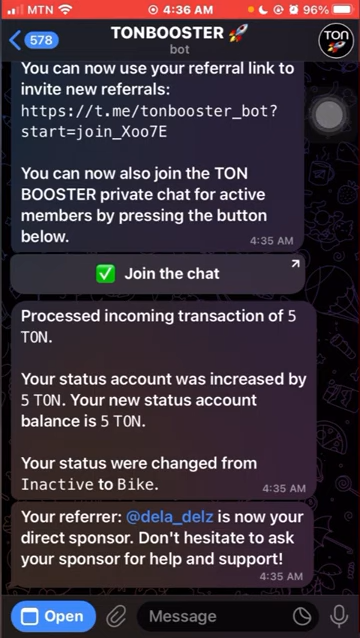 MTN 4:36 AM 96%
578
TONBOOSTER 🚀
bot
TON
You can now use your referral link to
invite new referrals:
https://t.me/tonbooster_bot?
start=join_Xoo7E
You can now also join the TON
BOOSTER private chat for active
members by pressing the button
below.
4:35 AM
✅ Join the chat
Processed incoming transaction of 5
TON.
Your status account was increased by
5 TON. Your new status account
balance is 5 TON.
Your status were changed from
Inactive to Bike.
4:35 AM
Your referrer: @dela_delz is now your
direct sponsor. Don't hesitate to ask
your sponsor for help and support!
4:35 AM
Open
Message